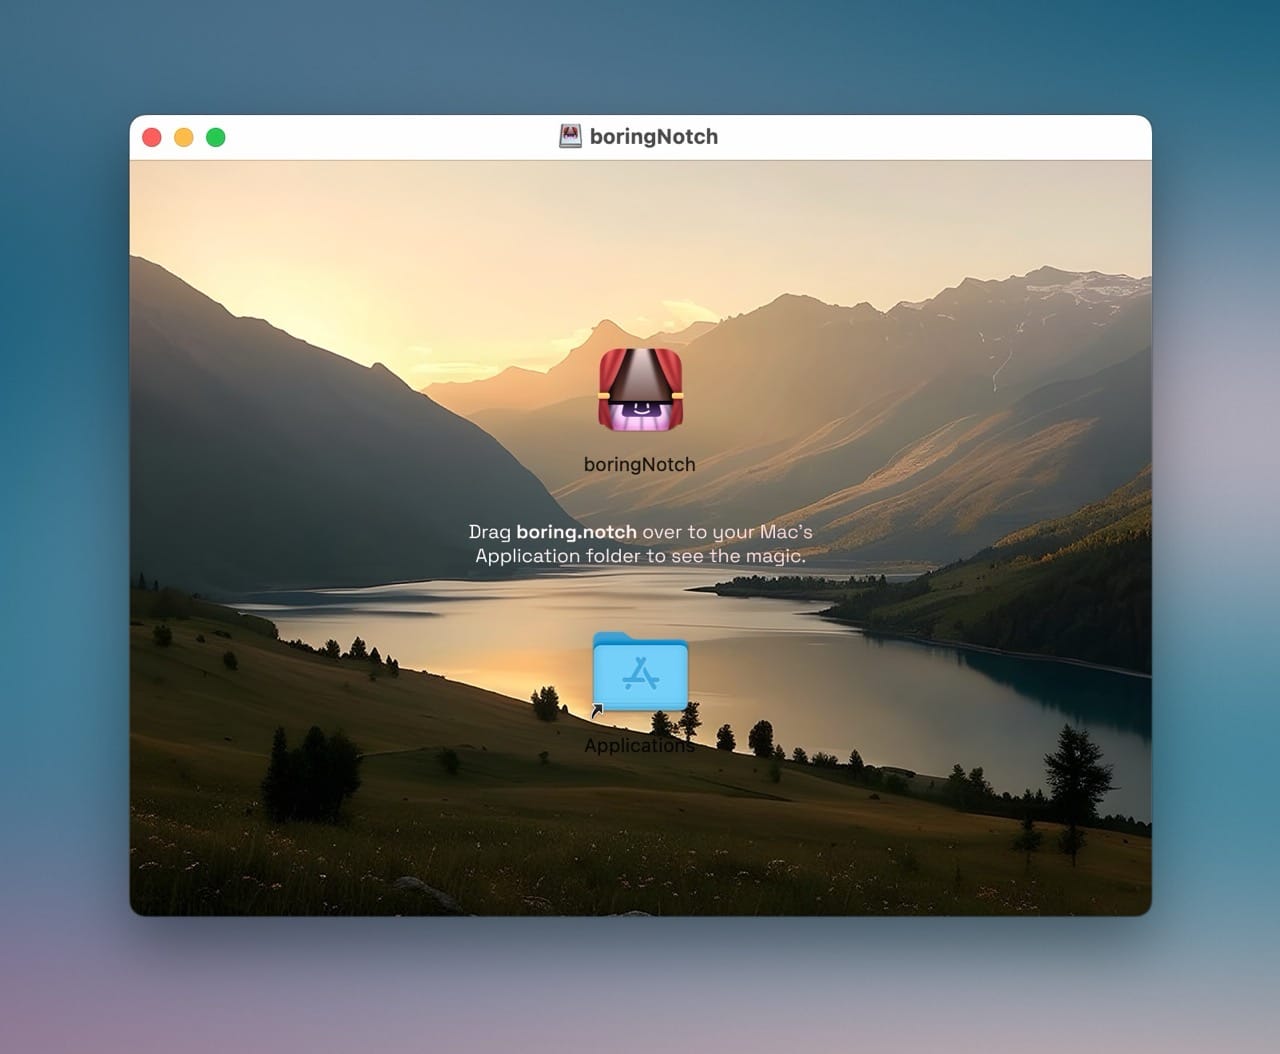 boringNotch
boringNotch
Drag boring.notch over to your Mac's
Application folder to see the magic.
Applications